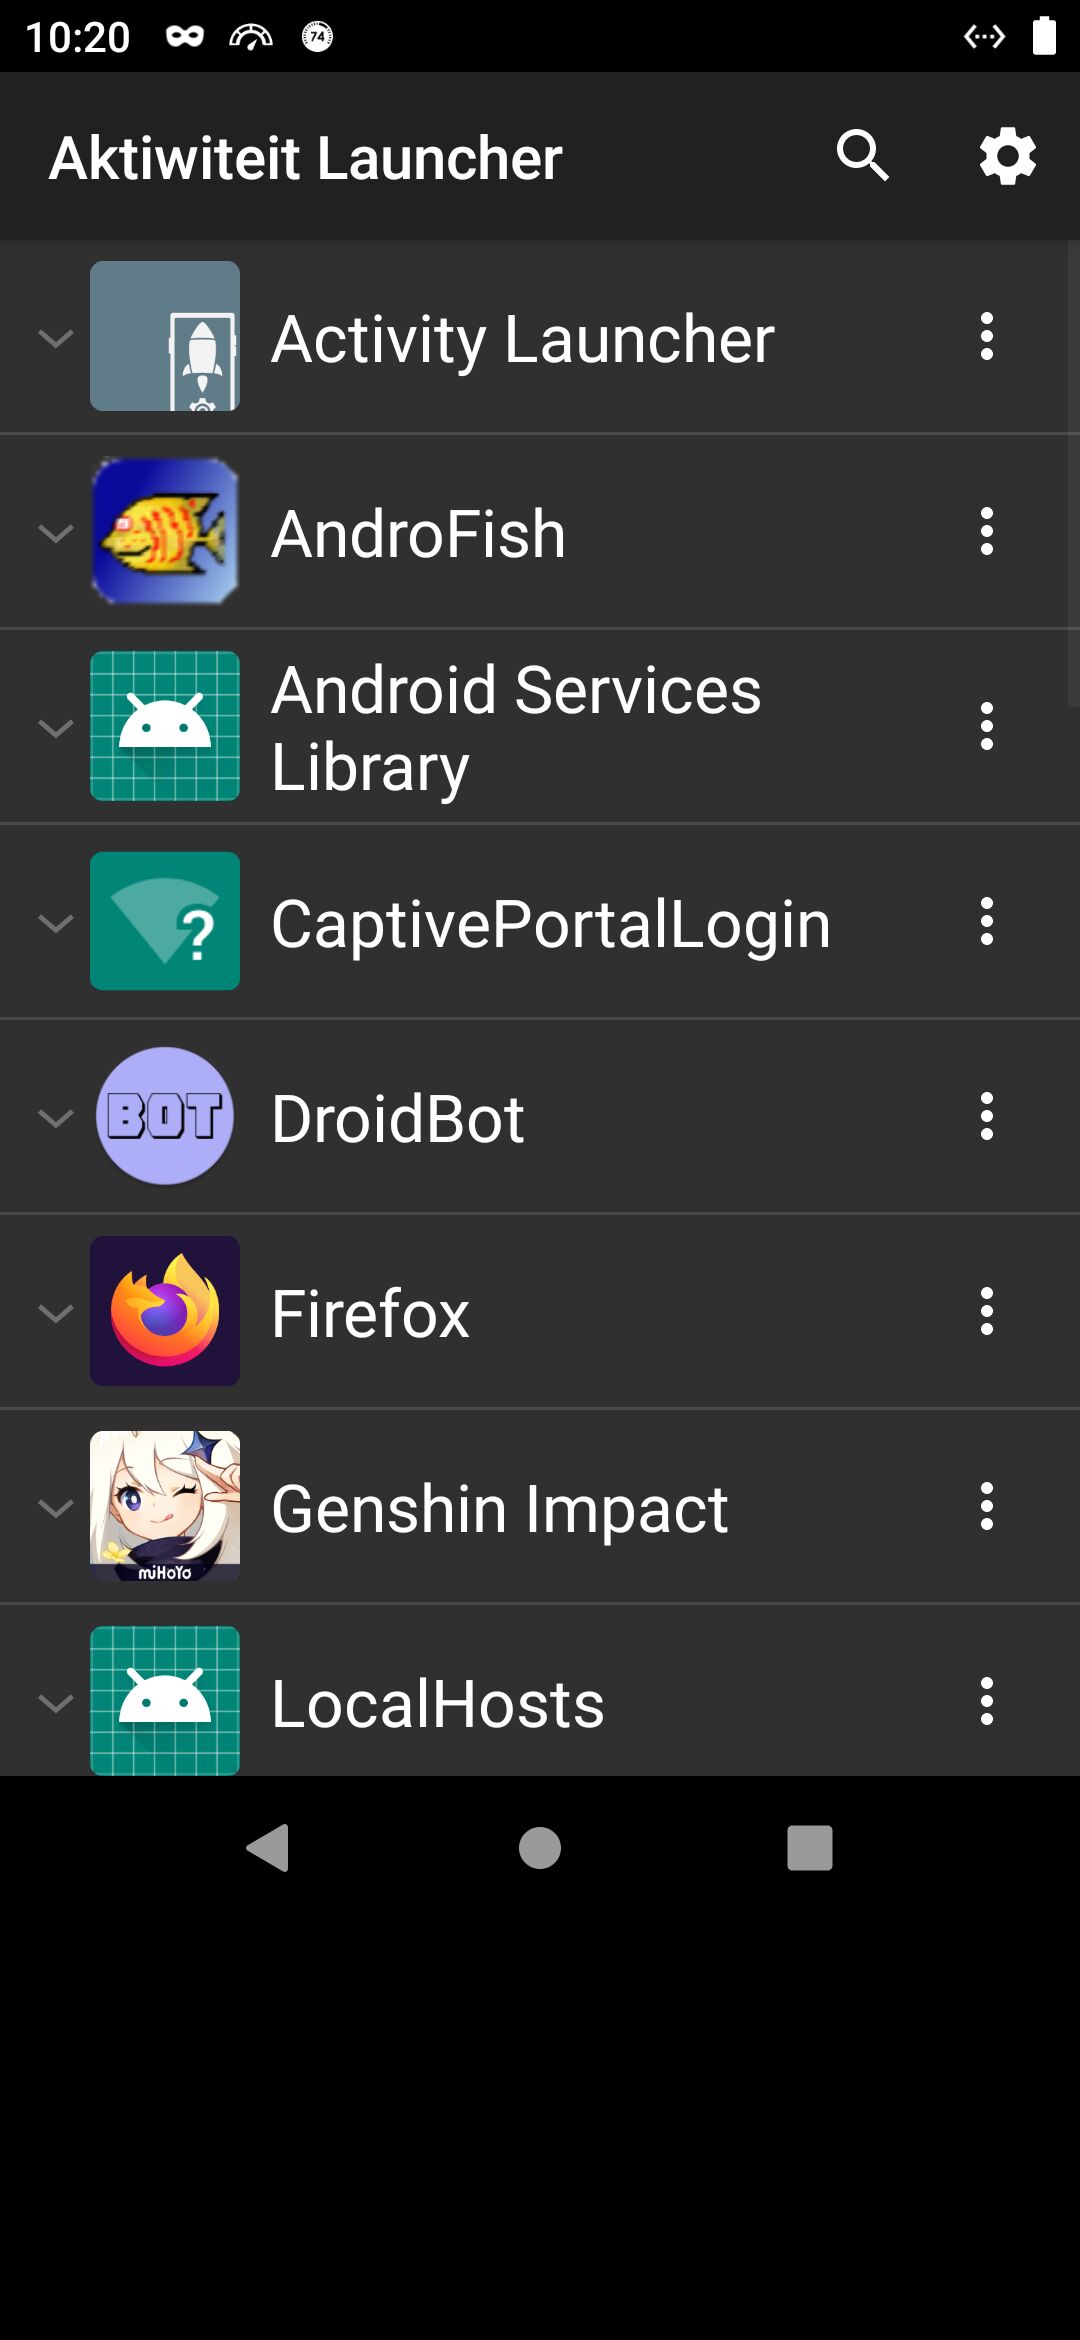 10:20
74
Aktiwiteit Launcher
Activity Launcher
AndroFish
Android Services
Library
CaptivePortalLogin
?
BOT
DroidBot
Firefox
miHoYo
Genshin Impact
LocalHosts